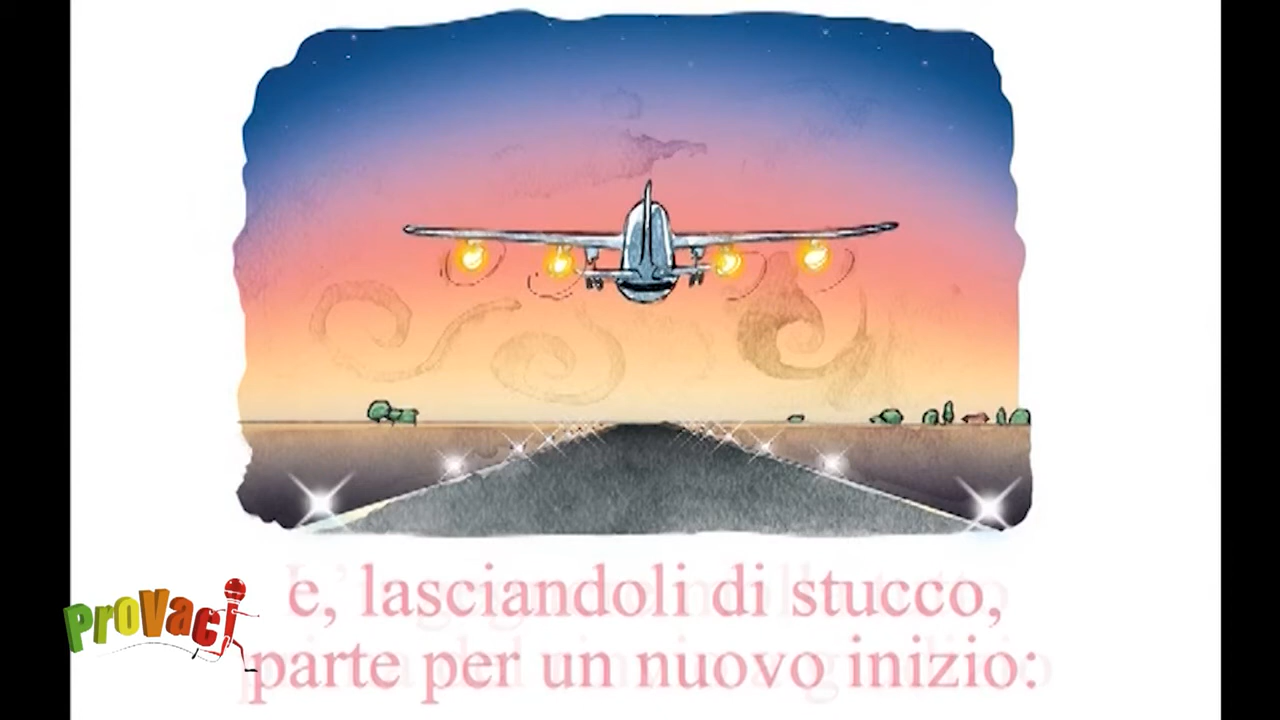 e, lasciandoli di stucco,
parte per un nuovo inizio:
ProVaci